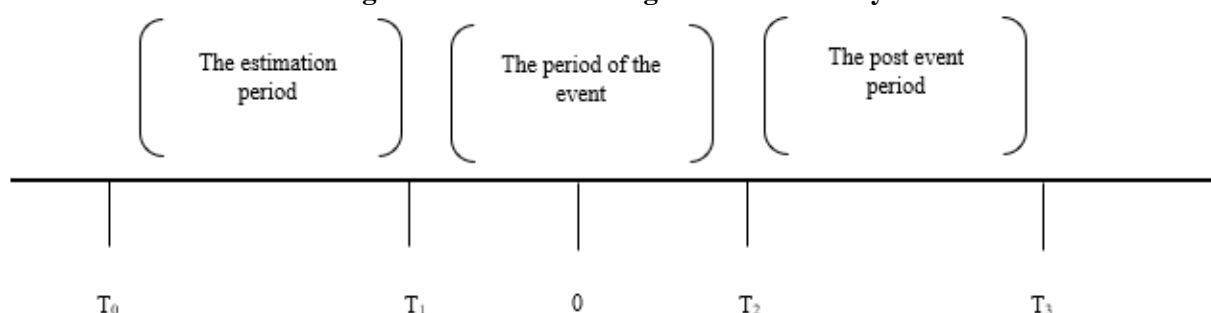 The estimation
period
The period of the
event
The post event
period
T₀ T₁ 0 T₂ T₃